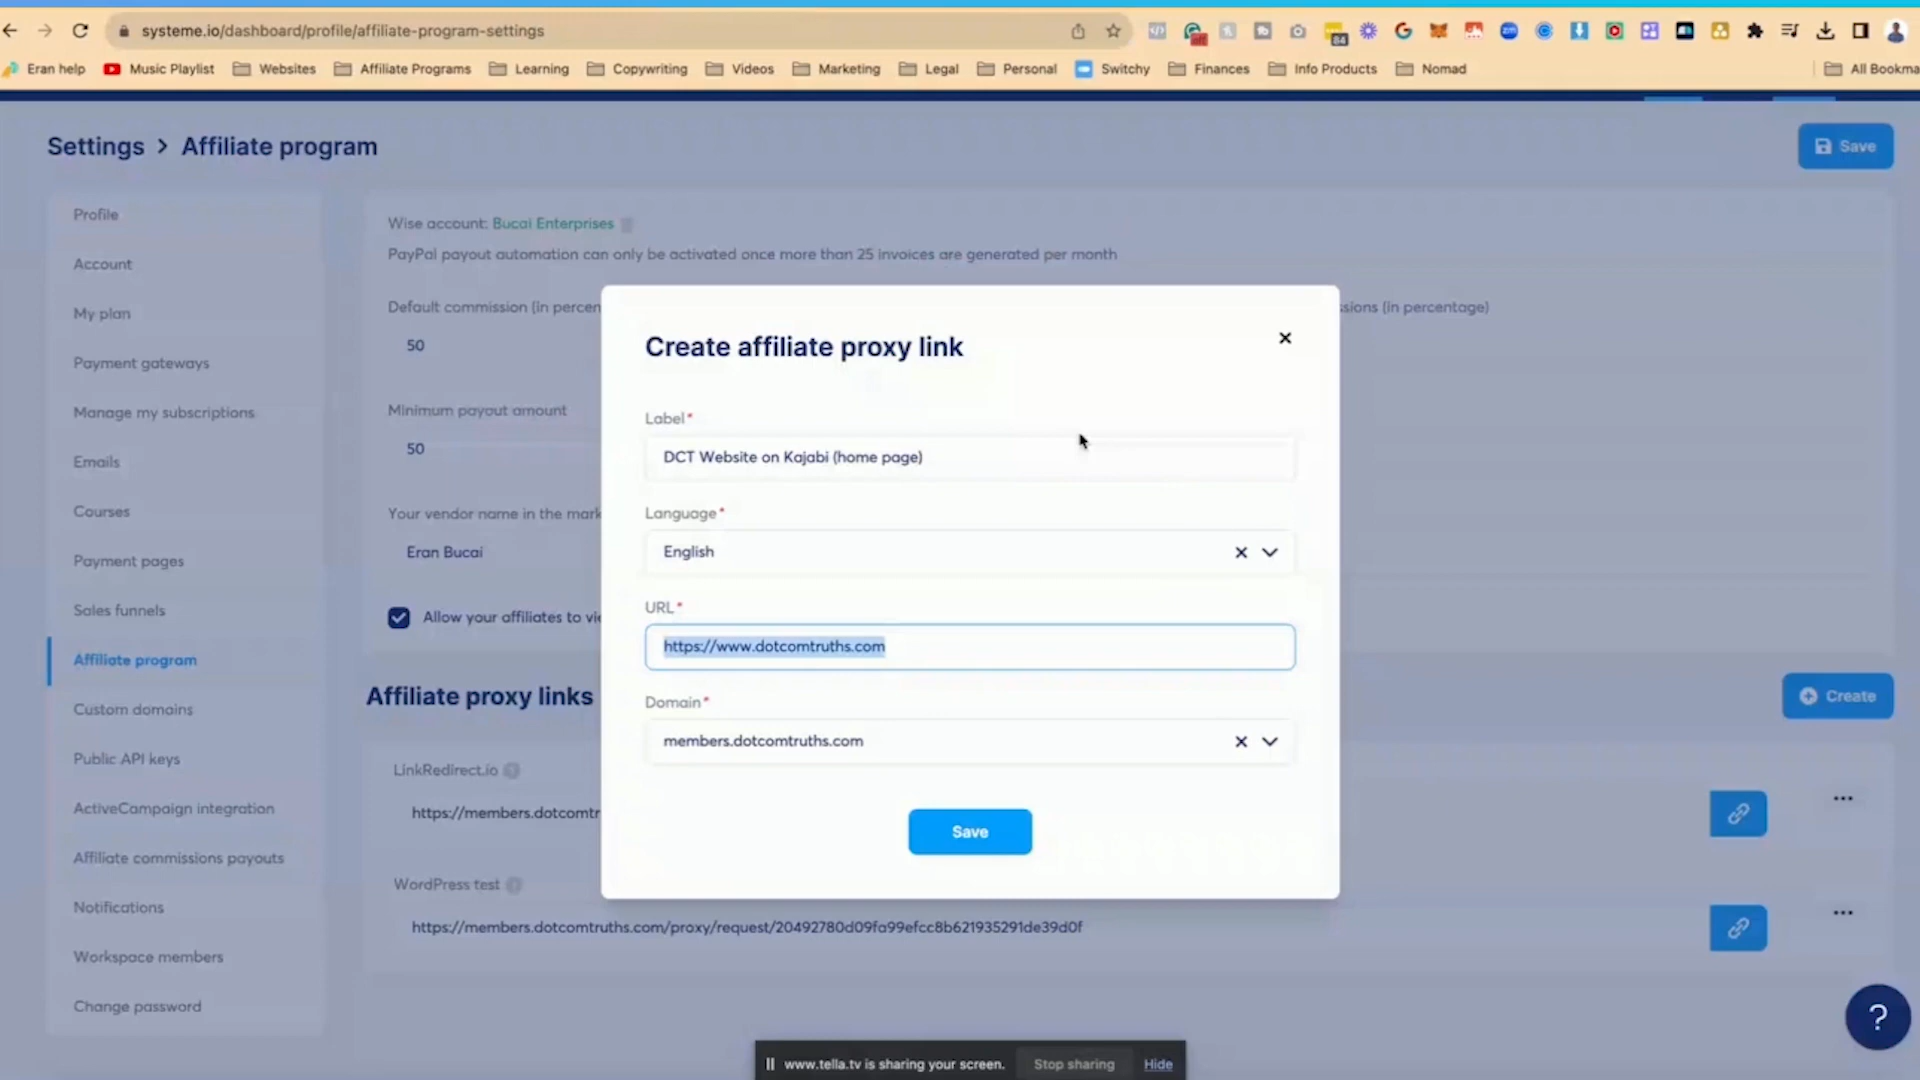 systeme.io/dashboard/profile/affiliate-program-settings
84
Eran help
Music Playlist
Websites
Affiliate Programs
Learning
Copywriting
Videos
Marketing
Legal
Personal
Switchy
Finances
Info Products
Nomad
All Bookma
Settings > Affiliate program
Save
Profile
Account
My plan
Payment gateways
Manage my subscriptions
Emails
Courses
Payment pages
Sales funnels
Affiliate program
Custom domains
Public API keys
ActiveCampaign integration
Affiliate commissions payouts
Notifications
Workspace members
Change password
Wise account: Bucai Enterprises
PayPal payout automation can only be activated once more than 25 invoices are generated per month
Default commission (in percen
sions (in percentage)
50
Minimum payout amount
50
Your vendor name in the mark
Eran Bucai
Allow your affiliates to vi
Create affiliate proxy link
Label*
DCT Website on Kajabi (home page)
Language*
English
URL*
https://www.dotcomtruths.com
Domain*
members.dotcomtruths.com
Save
Affiliate proxy links
Create
LinkRedirect.io
https://members.dotcomtr
WordPress test
https://members.dotcomtruths.com/proxy/request/20492780d09fa99efcc8b621935291de39d0f
?
www.tella.tv is sharing your screen.
Stop sharing
Hide